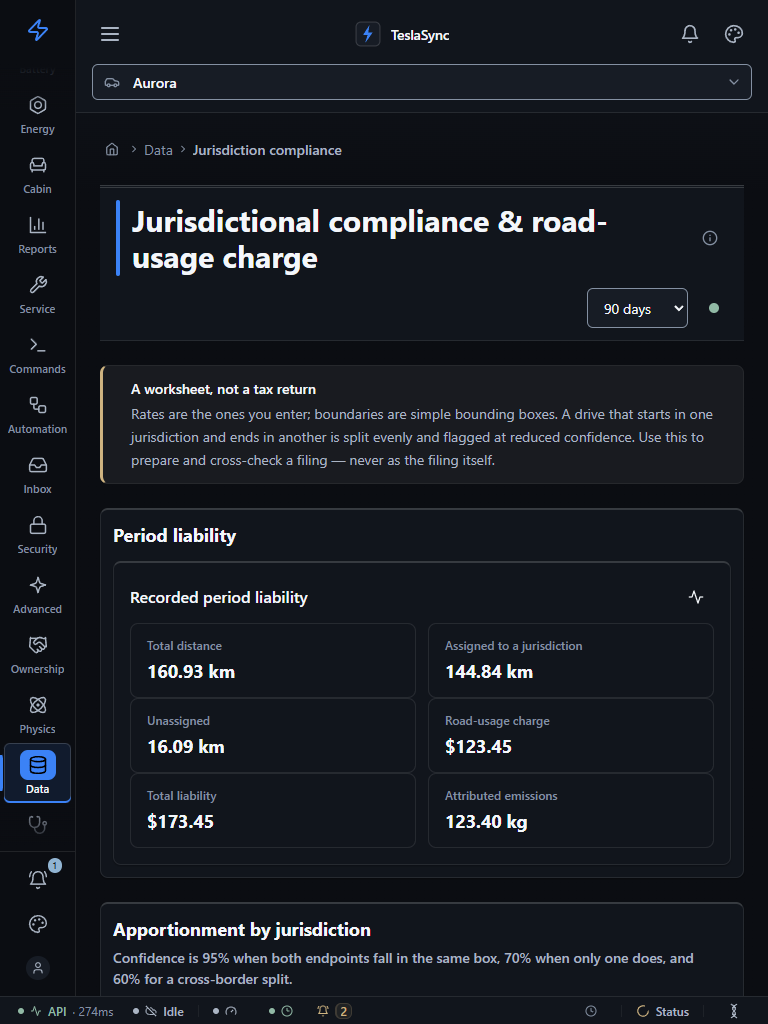 TeslaSync
Aurora
Energy
Cabin
Reports
Service
Commands
Automation
Inbox
Security
Advanced
Ownership
Physics
Data
1
Data
Jurisdiction compliance
Jurisdictional compliance & road-
usage charge
90 days
A worksheet, not a tax return
Rates are the ones you enter; boundaries are simple bounding boxes. A drive that starts in one
jurisdiction and ends in another is split evenly and flagged at reduced confidence. Use this to
prepare and cross-check a filing — never as the filing itself.
Period liability
Recorded period liability
Total distance
160.93 km
Assigned to a jurisdiction
144.84 km
Unassigned
16.09 km
Road-usage charge
$123.45
Total liability
$173.45
Attributed emissions
123.40 kg
Apportionment by jurisdiction
Confidence is 95% when both endpoints fall in the same box, 70% when only one does, and
60% for a cross-border split.
API · 274ms
Idle
2
Status